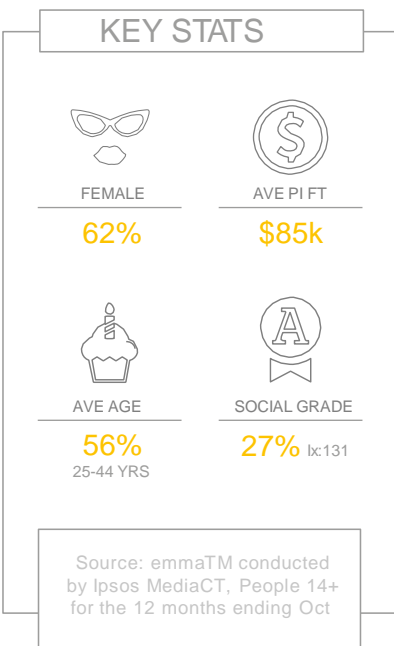 KEY STATS
FEMALE
62%
$
AVE PI FT
$85k
AVE AGE
56%
25-44 YRS
A
SOCIAL GRADE
27% Ix:131
Source: emmaTM conducted
by Ipsos MediaCT, People 14+
for the 12 months ending Oct